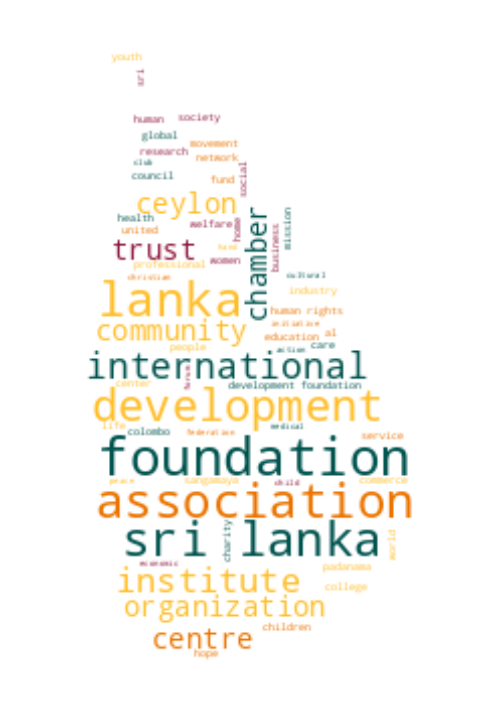 youth
sri
human society
global
movement
research
network
club
council
fund
social
ceylon
health
welfare
home
united
chamber
mission
business
trust
fund
women
professional
christian
cultural
industry
lanka
human rights
initiative
community
education al
care
people
action
international
forum
center
development foundation
development
life
colombo
federation
medical
service
foundation
peace
sangamaya
child
commerce
association
sri lanka
charity
world
economic
padanama
institute
college
organization
children
centre
hope